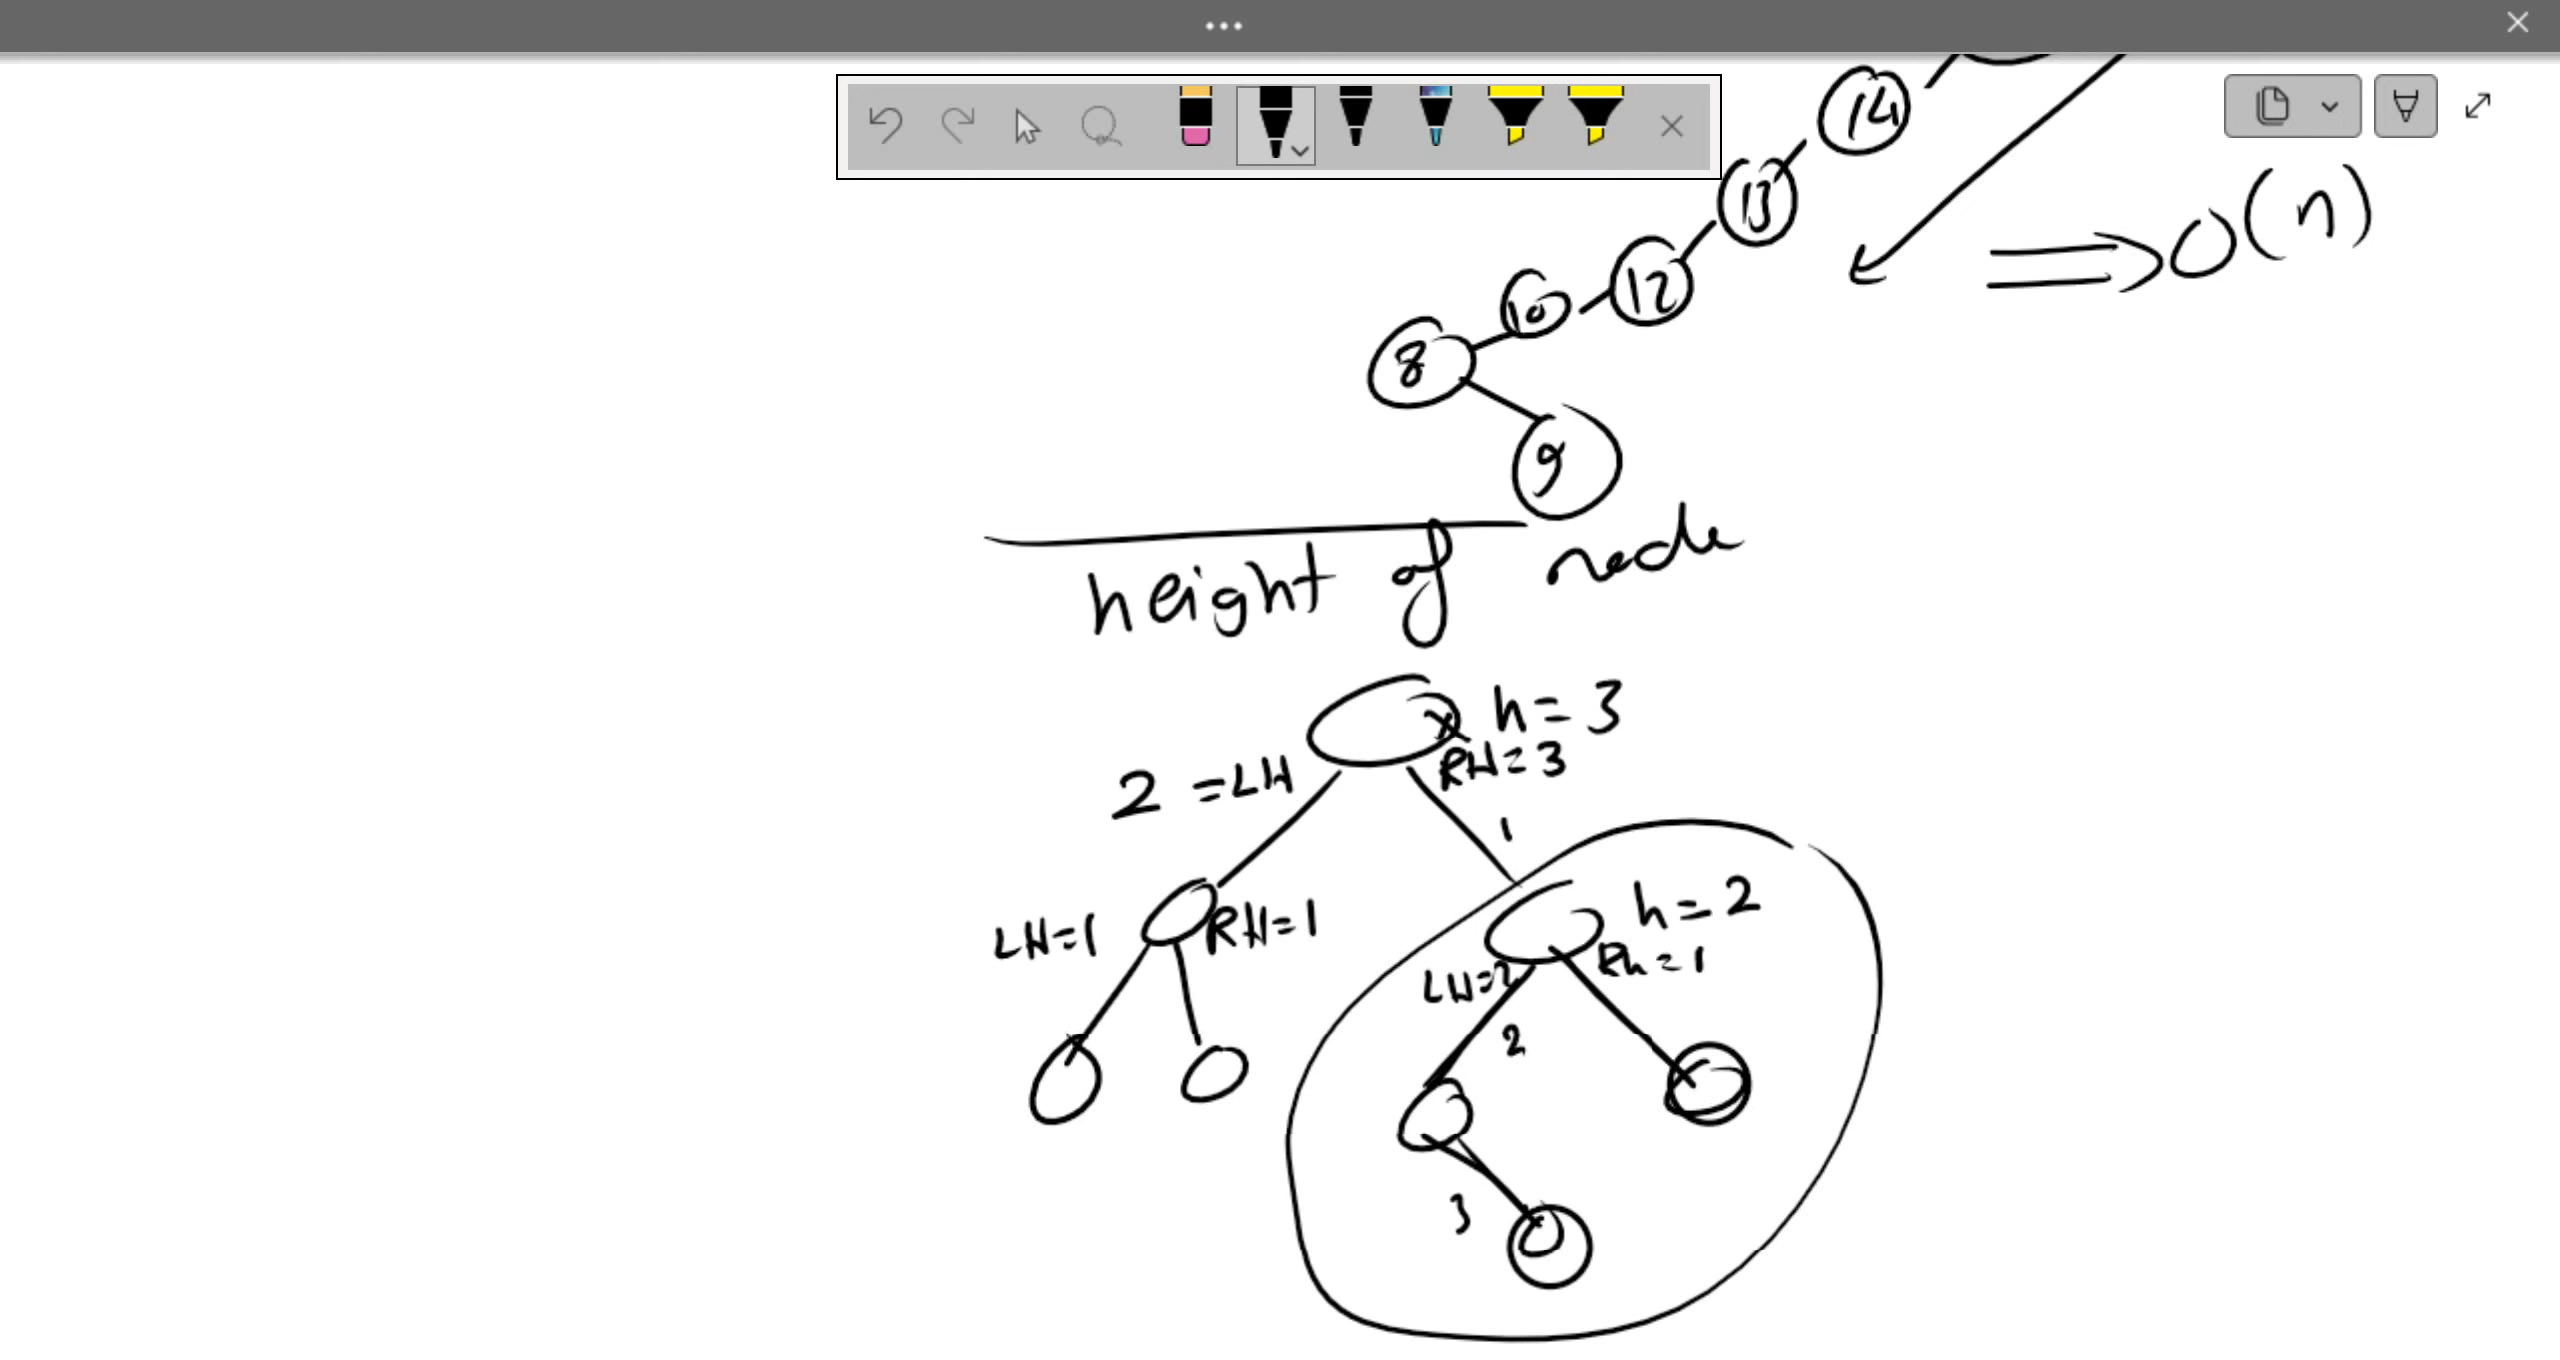 14
13
⟹ O(n)
12
10
8
9
height of node
x h = 3
2 = LH RH = 3
1
LH = 1 RH = 1 h = 2
LH = 2 Rh = 1
2
3